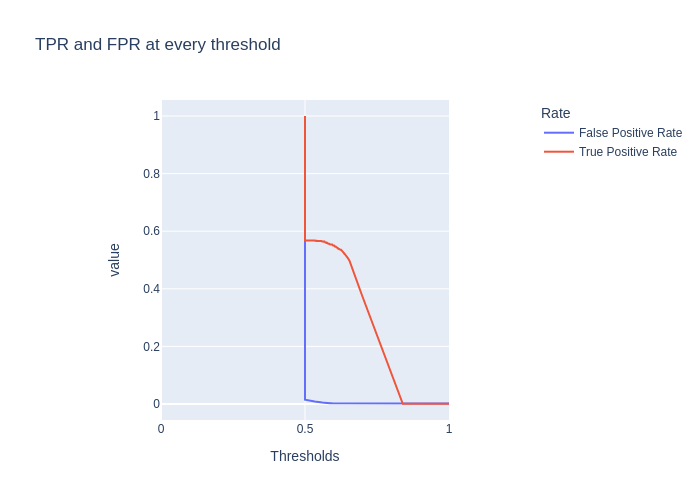 TPR and FPR at every threshold
Rate
False Positive Rate
True Positive Rate
value
1
0.8
0.6
0.4
0.2
0
0
0.5
1
Thresholds